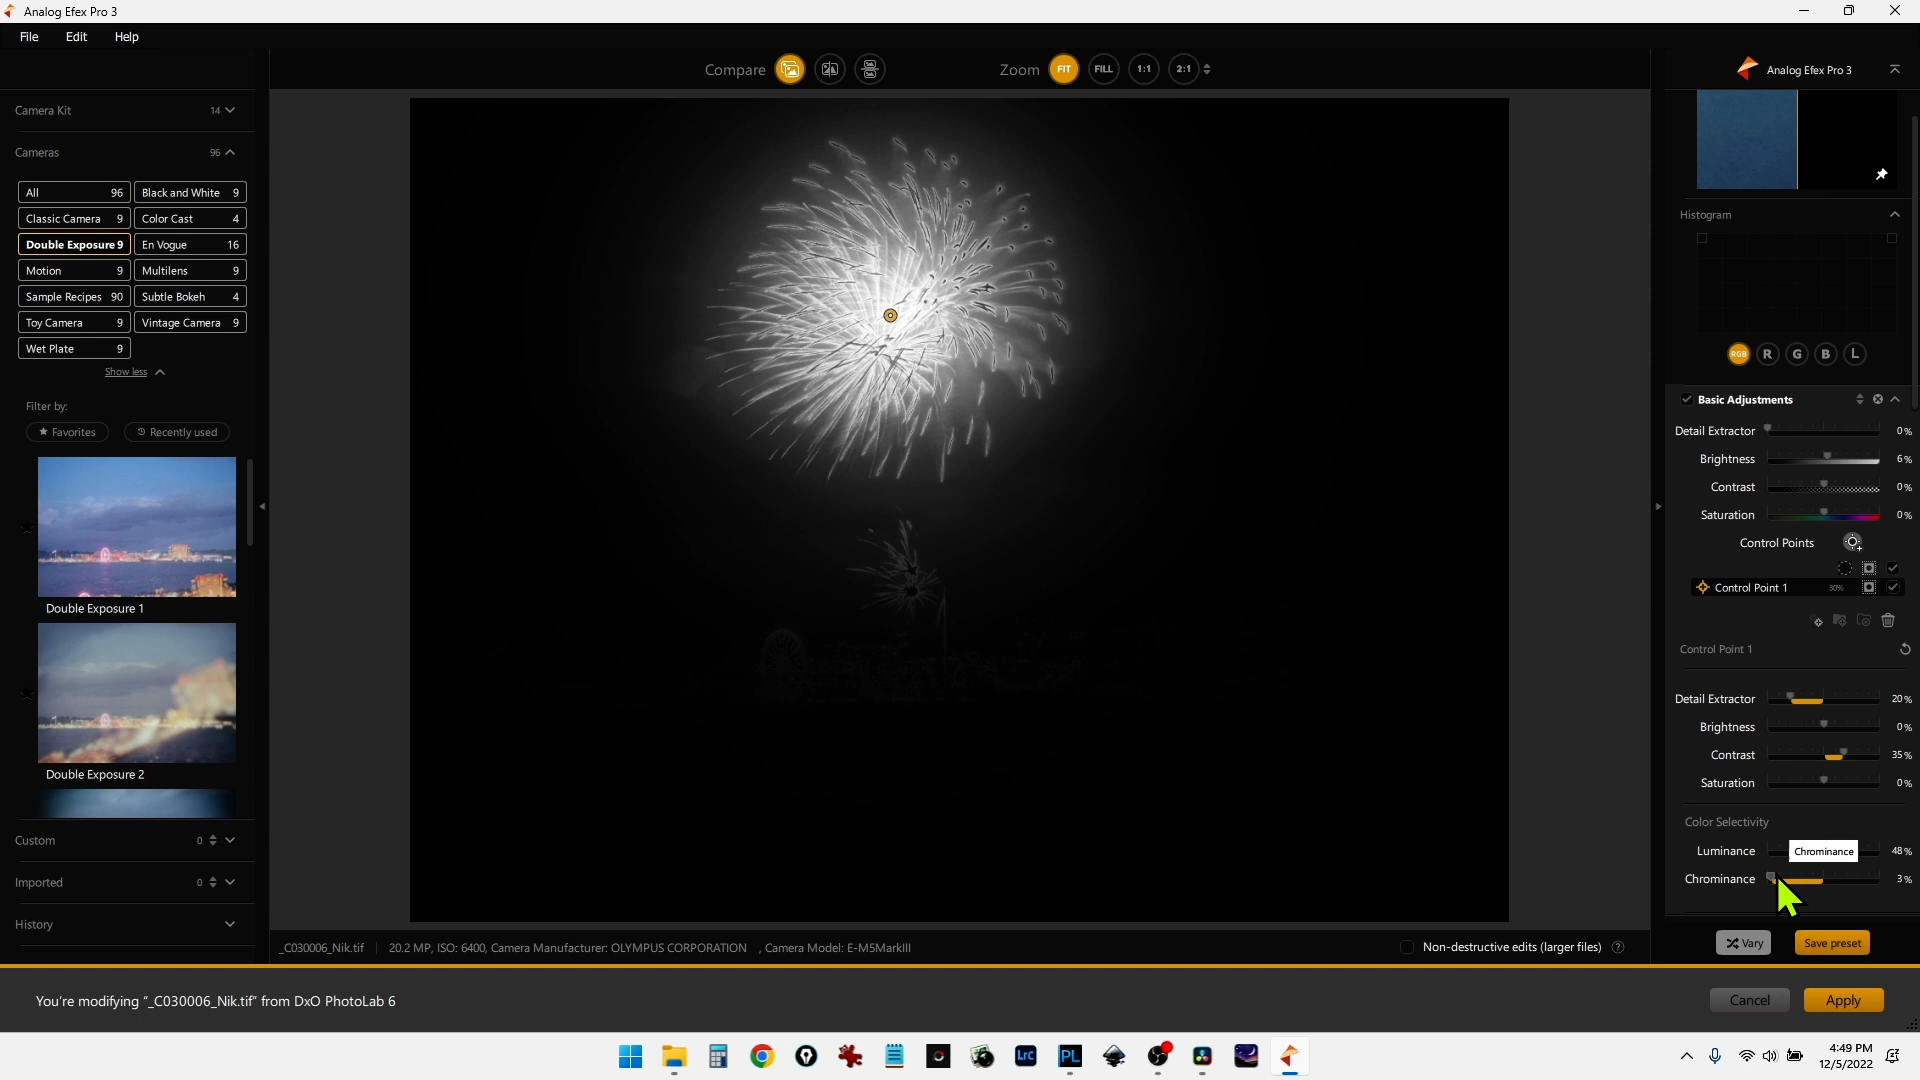 Analog Efex Pro 3
File Edit Help
Compare Zoom FIT FILL 1:1 2:1
Analog Efex Pro 3
Camera Kit 14
Cameras 96
All 96 Black and White 9
Classic Camera 9 Color Cast 4
Double Exposure 9 En Vogue 16
Motion 9 Multilens 9
Sample Recipes 90 Subtle Bokeh 4
Toy Camera 9 Vintage Camera 9
Wet Plate 9
Show less
Filter by:
Favorites Recently used
Double Exposure 1
Double Exposure 2
Custom 0
Imported 0
History
Histogram
RGB R G B L
Basic Adjustments
Detail Extractor 0%
Brightness 6%
Contrast 0%
Saturation 0%
Control Points
Control Point 1 30%
Control Point 1
Detail Extractor 20%
Brightness 0%
Contrast 35%
Saturation 0%
Color Selectivity
Luminance Chrominance 48%
Chrominance 3%
Vary Save preset
_C030006_Nik.tif 20.2 MP, ISO: 6400, Camera Manufacturer: OLYMPUS CORPORATION , Camera Model: E-M5MarkIII
Non-destructive edits (larger files) ?
You're modifying "_C030006_Nik.tif" from DxO PhotoLab 6
Cancel Apply
LrC PL
4:49 PM
12/5/2022